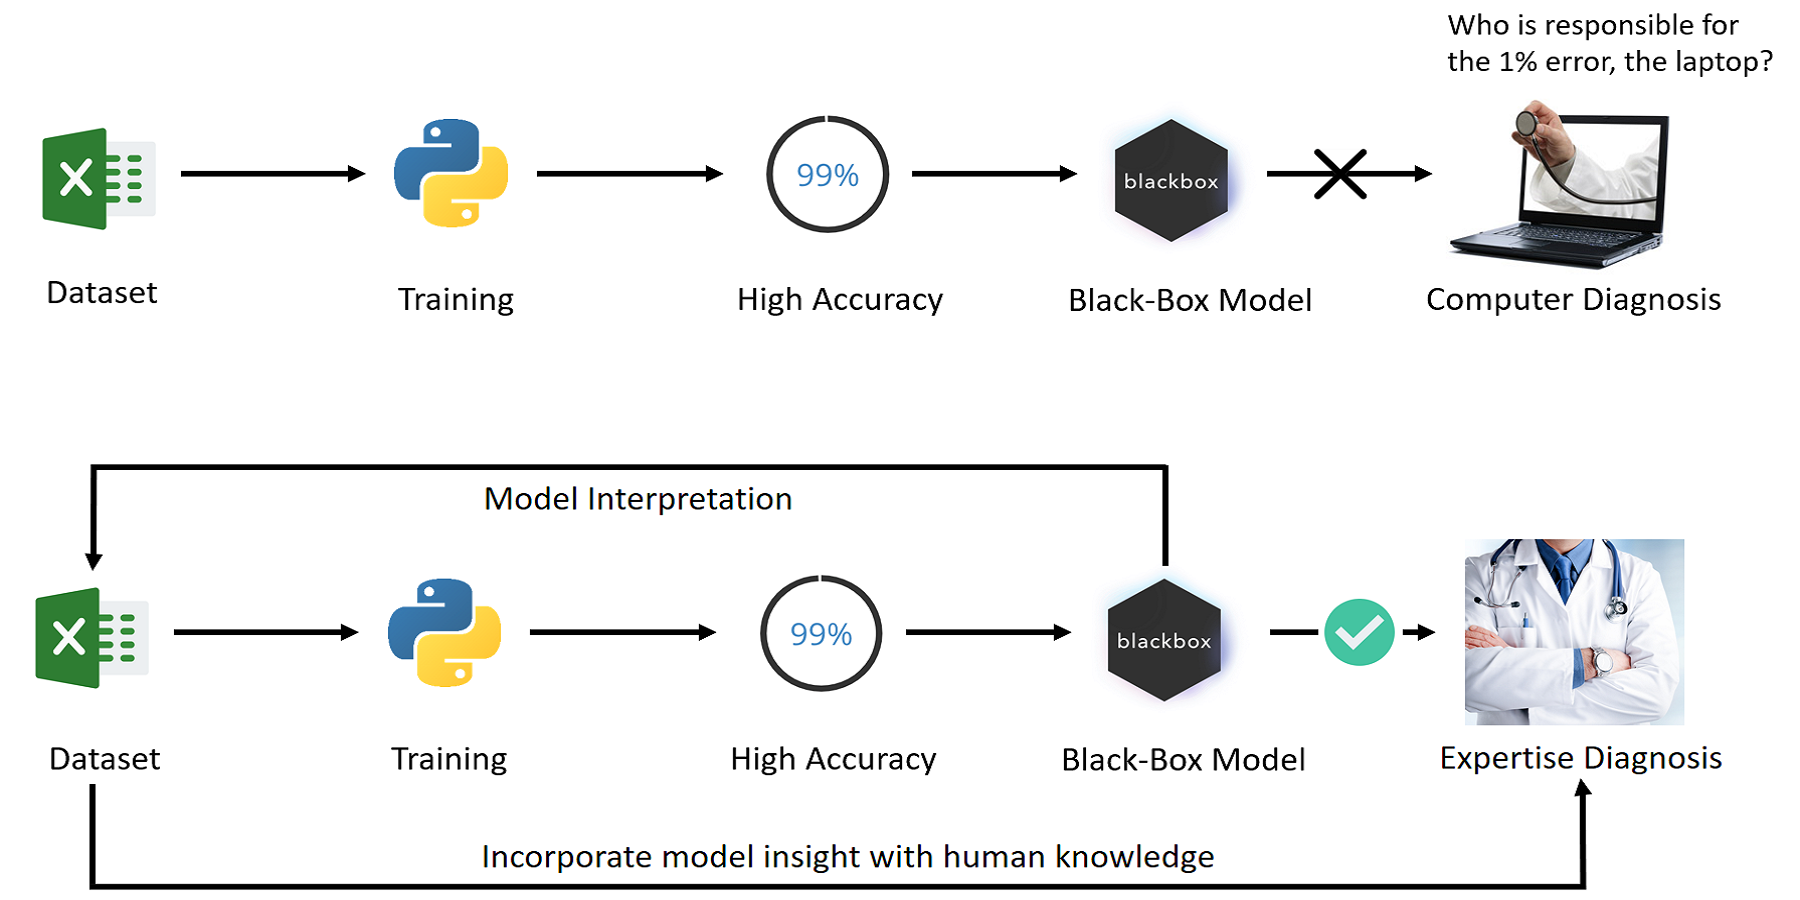 Who is responsible for
the 1% error, the laptop?
X
99%
blackbox
Dataset
Training
High Accuracy
Black-Box Model
Computer Diagnosis
Model Interpretation
X
99%
blackbox
Dataset
Training
High Accuracy
Black-Box Model
Expertise Diagnosis
Incorporate model insight with human knowledge